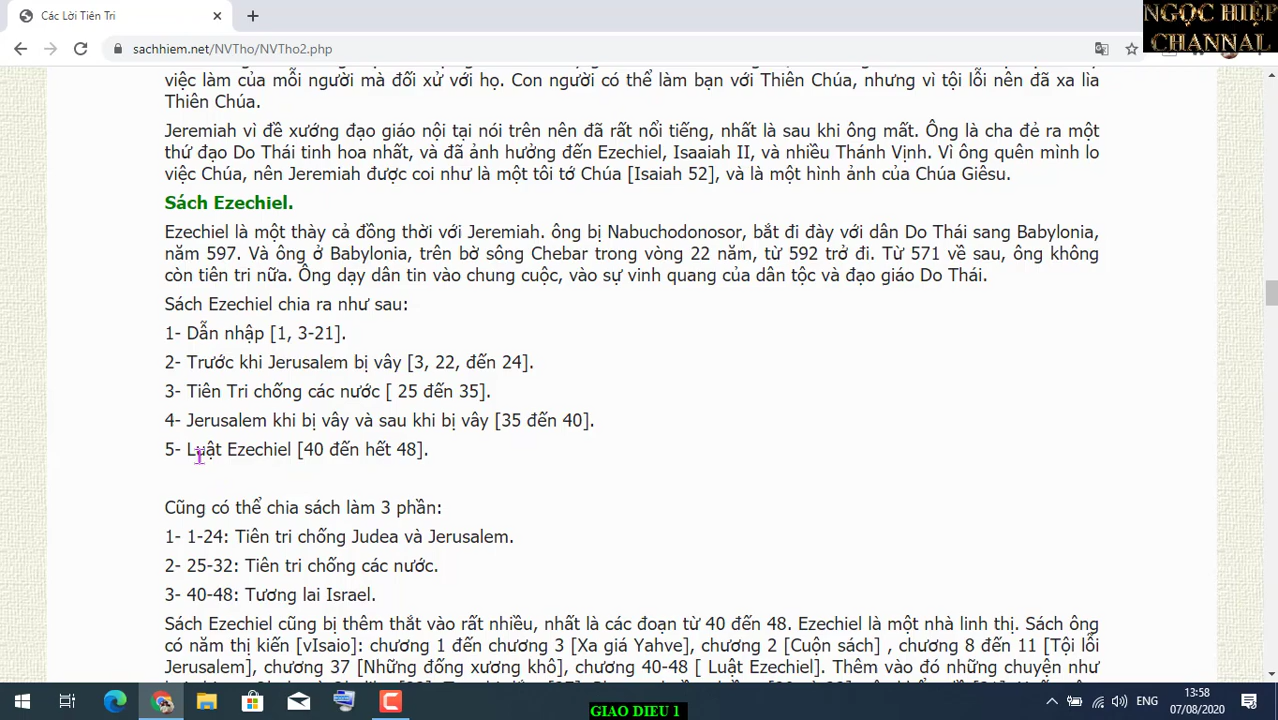 Các Lời Tiên Tri
NGỌC HIỆP
CHANNAL
sachhiem.net/NVTho/NVTho2.php
việc làm của mỗi người mà đối xử với họ. Con người có thể làm bạn với Thiên Chúa, nhưng vì tội lỗi nên đã xa lìa
Thiên Chúa.
Jeremiah vì đề xướng đạo giáo nội tại nói trên nên đã rất nổi tiếng, nhất là sau khi ông mất. Ông là cha đẻ ra một
thứ đạo Do Thái tinh hoa nhất, và đã ảnh hưởng đến Ezechiel, Isaaiah II, và nhiều Thánh Vịnh. Vì ông quên mình lo
việc Chúa, nên Jeremiah được coi như là một tôi tớ Chúa [Isaiah 52], và là một hình ảnh của Chúa Giêsu.
Sách Ezechiel.
Ezechiel là một thày cả đồng thời với Jeremiah. ông bị Nabuchodonosor, bắt đi đày với dân Do Thái sang Babylonia,
năm 597. Và ông ở Babylonia, trên bờ sông Chebar trong vòng 22 năm, từ 592 trở đi. Từ 571 về sau, ông không
còn tiên tri nữa. Ông dạy dân tin vào chung cuộc, vào sự vinh quang của dân tộc và đạo giáo Do Thái.
Sách Ezechiel chia ra như sau:
1- Dẫn nhập [1, 3-21].
2- Trước khi Jerusalem bị vây [3, 22, đến 24].
3- Tiên Tri chống các nước [ 25 đến 35].
4- Jerusalem khi bị vây và sau khi bị vây [35 đến 40].
5- Luật Ezechiel [40 đến hết 48].
Cũng có thể chia sách làm 3 phần:
1- 1-24: Tiên tri chống Judea và Jerusalem.
2- 25-32: Tiên tri chống các nước.
3- 40-48: Tương lai Israel.
Sách Ezechiel cũng bị thêm thắt vào rất nhiều, nhất là các đoạn từ 40 đến 48. Ezechiel là một nhà linh thị. Sách ông
có năm thị kiến [vIsaio]: chương 1 đến chương 3 [Xa giá Yahve], chương 2 [Cuộn sách] , chương 8 đến 11 [Tội lỗi
Jerusalem], chương 37 [Những đống xương khô], chương 40-48 [ Luật Ezechiel]. Thêm vào đó những chuyện như
ENG
13:58
07/08/2020
GIAO DIEU 1